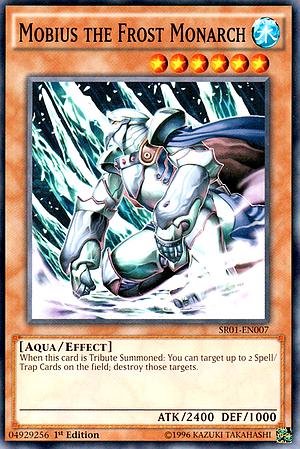 Mobius the Frost Monarch
水
SR01-EN007
[Aqua/Effect]
When this card is Tribute Summoned: You can target up to 2 Spell/
Trap Cards on the field; destroy those targets.
ATK/2400 DEF/1000
04929256 1st Edition ©1996 KAZUKI TAKAHASHI